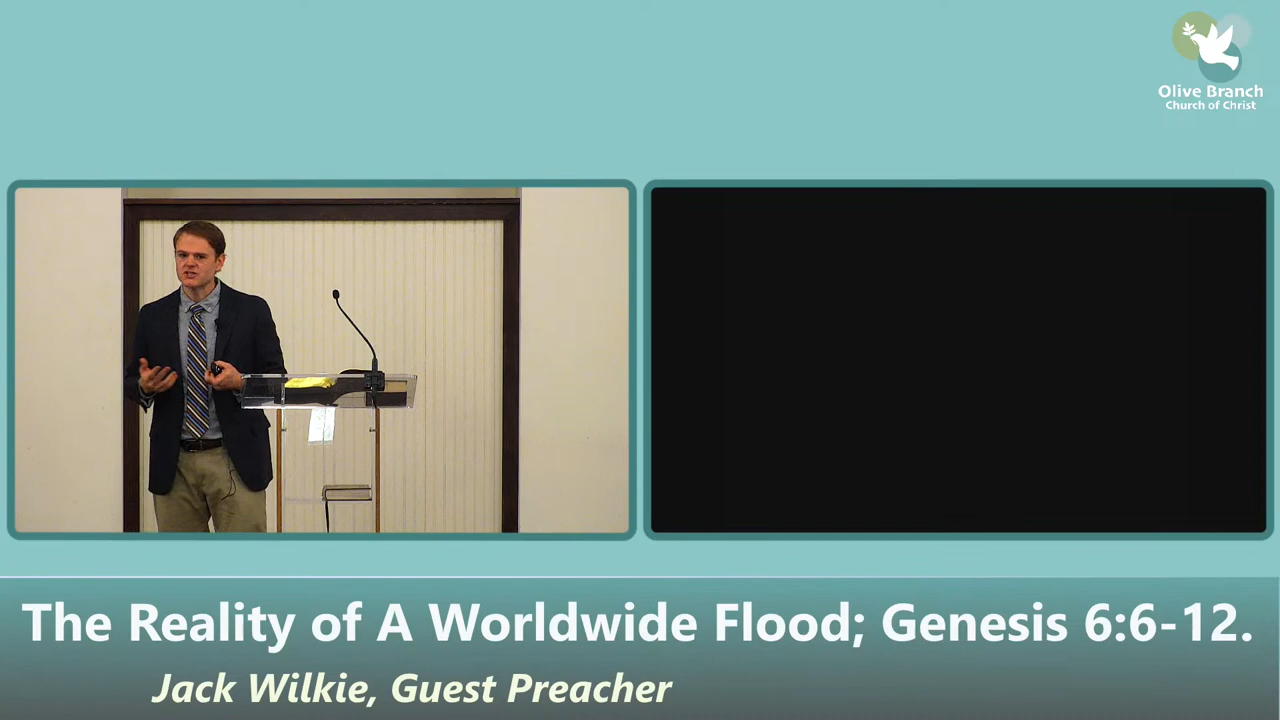 Olive Branch
Church of Christ
The Reality of A Worldwide Flood; Genesis 6:6-12.
Jack Wilkie, Guest Preacher